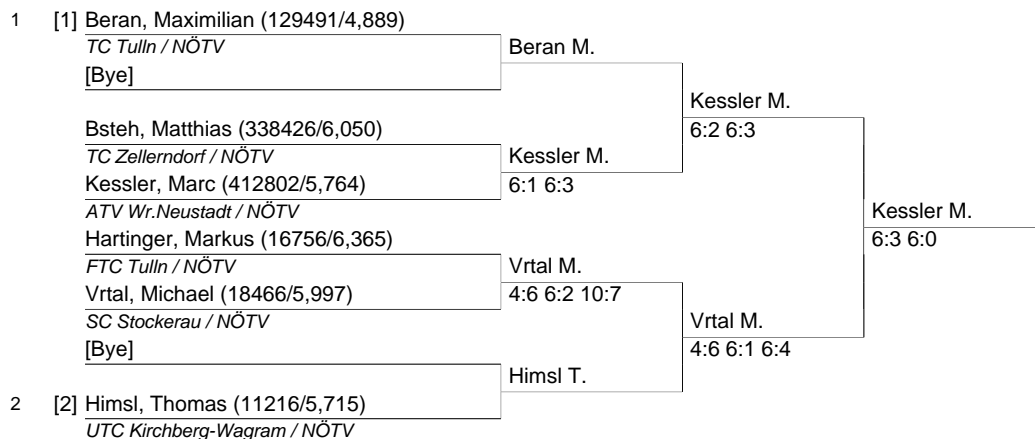 1 [1] Beran, Maximilian (129491/4,889)
TC Tulln / NÖTV
Beran M.
[Bye]
Kessler M.
Bsteh, Matthias (338426/6,050)
6:2 6:3
TC Zellerndorf / NÖTV
Kessler M.
Kessler, Marc (412802/5,764)
6:1 6:3
ATV Wr.Neustadt / NÖTV
Kessler M.
Hartinger, Markus (16756/6,365)
6:3 6:0
FTC Tulln / NÖTV
Vrtal M.
Vrtal, Michael (18466/5,997)
4:6 6:2 10:7
SC Stockerau / NÖTV
Vrtal M.
[Bye]
4:6 6:1 6:4
Himsl T.
2 [2] Himsl, Thomas (11216/5,715)
UTC Kirchberg-Wagram / NÖTV